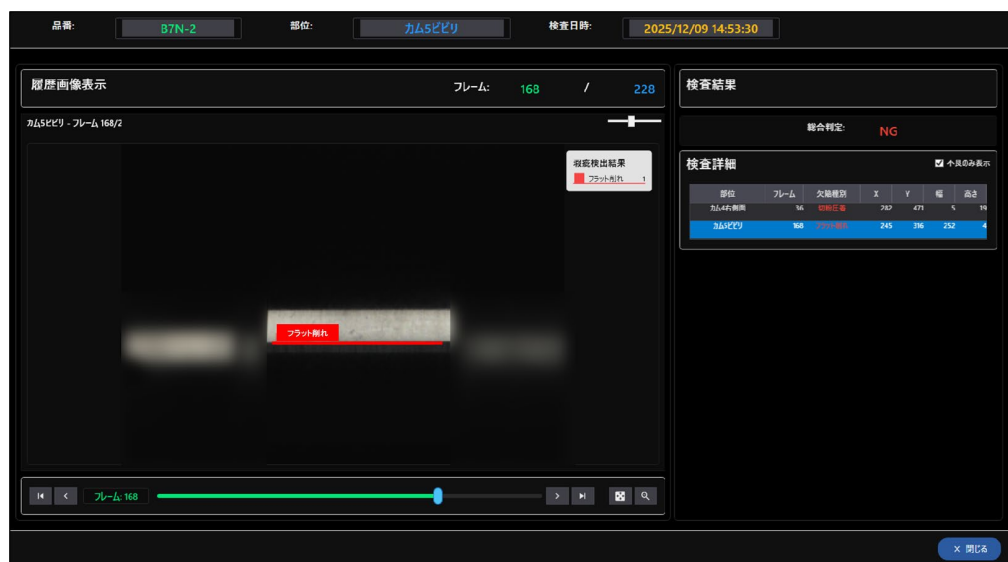 品番: B7N-2 部位: カム5ビビリ 検査日時: 2025/12/09 14:53:30
履歴画像表示 フレーム: 168 / 228
カム5ビビリ - フレーム 168/2
瑕疵検出結果
フラット削れ 1
フラット削れ
フレーム: 168
検査結果
総合判定: NG
検査詳細 不良のみ表示
部位 フレーム 欠陥種別 X Y 幅 高さ
カム4右側面 36 切粉圧着 282 471 5 19
カム5ビビリ 168 フラット削れ 245 316 252 4
× 閉じる